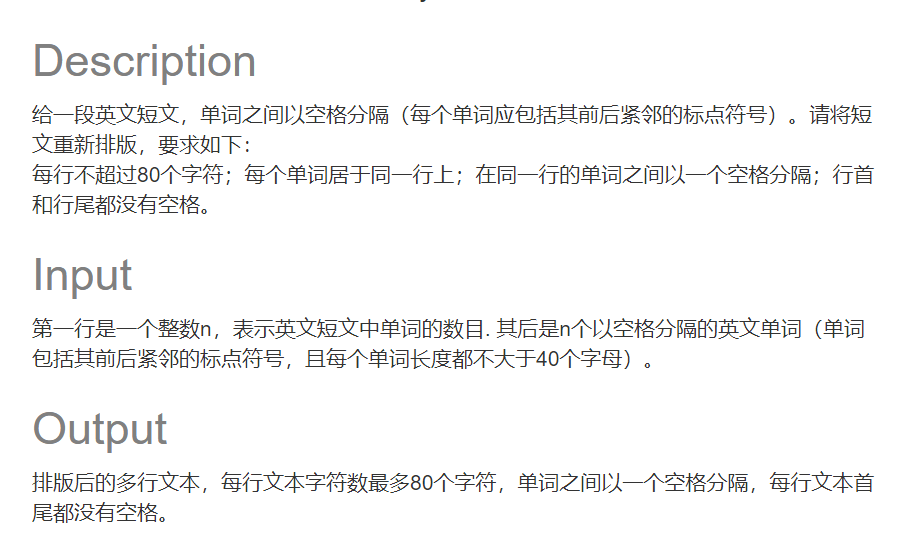 Description
给一段英文短文，单词之间以空格分隔（每个单词应包括其前后紧邻的标点符号）。请将短
文重新排版，要求如下：
每行不超过80个字符；每个单词居于同一行上；在同一行的单词之间以一个空格分隔；行首
和行尾都没有空格。
Input
第一行是一个整数n，表示英文短文中单词的数目. 其后是n个以空格分隔的英文单词（单词
包括其前后紧邻的标点符号，且每个单词长度都不大于40个字母）。
Output
排版后的多行文本，每行文本字符数最多80个字符，单词之间以一个空格分隔，每行文本首
尾都没有空格。